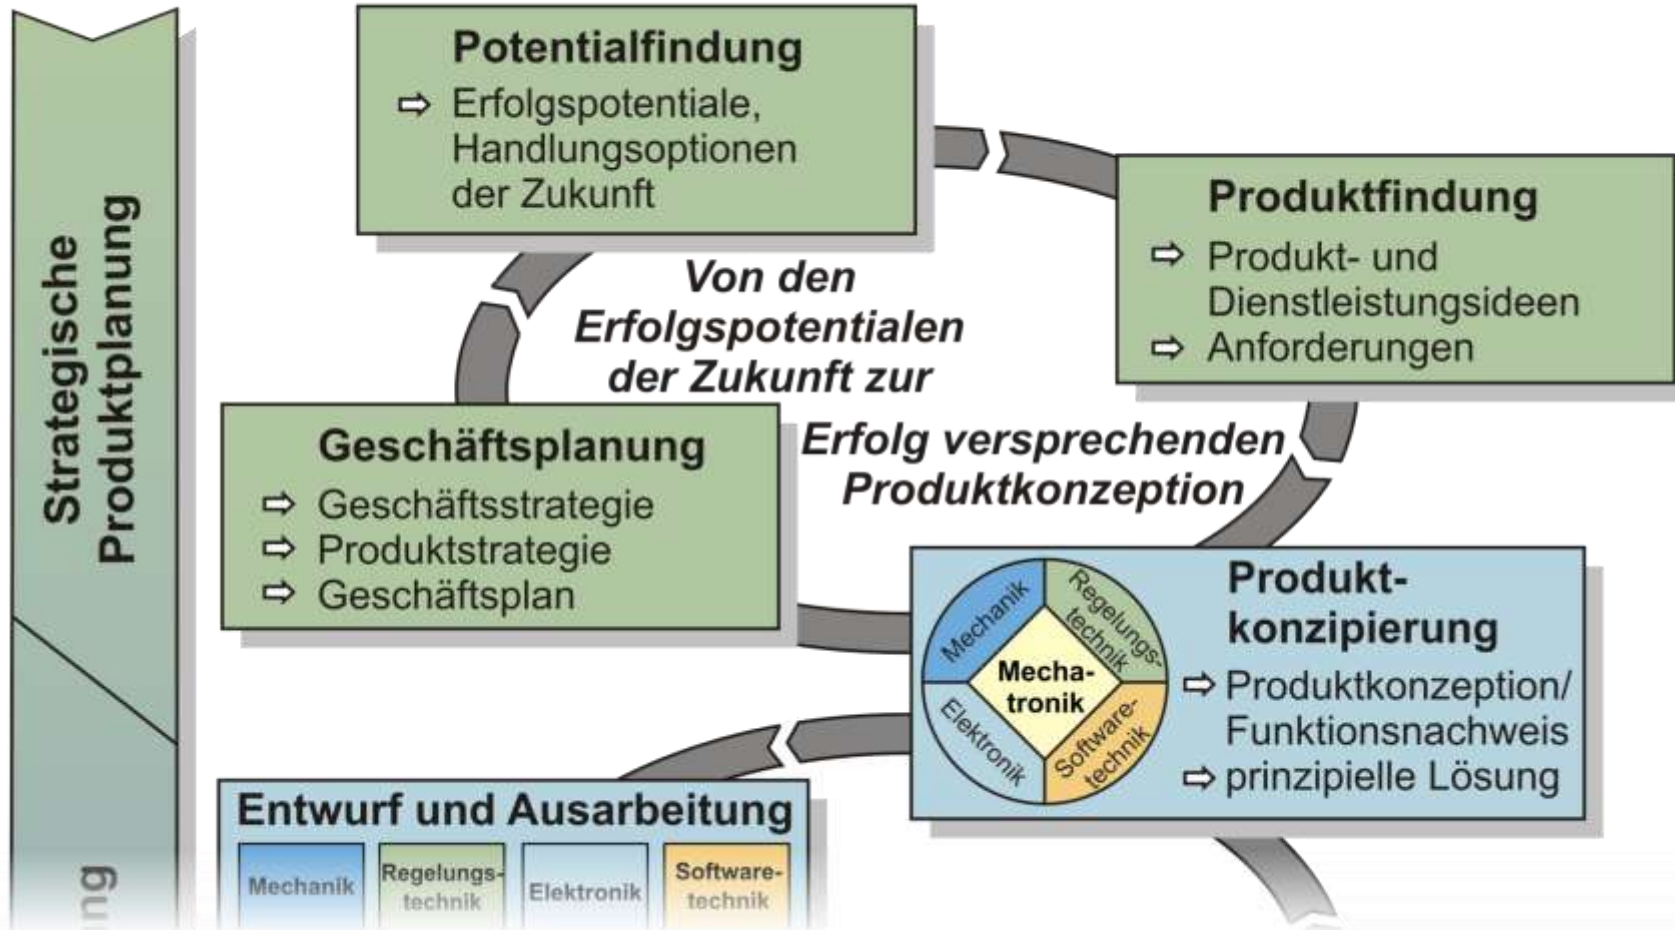 Strategische
Produktplanung
Potentialfindung
Erfolgspotentiale,
Handlungsoptionen
der Zukunft
Produktfindung
Produkt- und
Dienstleistungsideen
Anforderungen
Von den
Erfolgspotentialen
der Zukunft zur
Erfolg versprechenden
Produktkonzeption
Geschäftsplanung
Geschäftsstrategie
Produktstrategie
Geschäftsplan
Mechanik
Regelungs-
technik
Mecha-
tronik
Elektronik
Software-
technik
Produkt-
konzipierung
Produktkonzeption/
Funktionsnachweis
prinzipielle Lösung
Entwurf und Ausarbeitung
Mechanik
Regelungs-
technik
Elektronik
Software-
technik